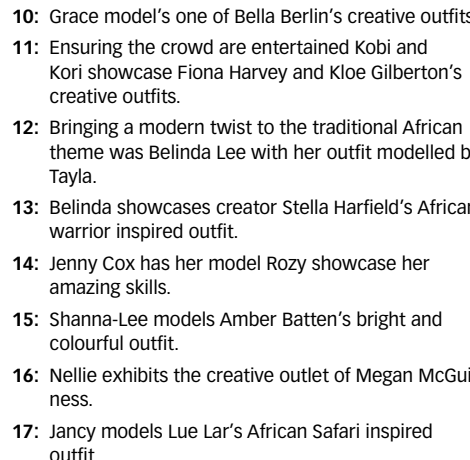 10: Grace model's one of Bella Berlin's creative outfits
11: Ensuring the crowd are entertained Kobi and
Kori showcase Fiona Harvey and Kloe Gilberton's
creative outfits.
12: Bringing a modern twist to the traditional African
theme was Belinda Lee with her outfit modelled
Tayla.
13: Belinda showcases creator Stella Harfield's African
warrior inspired outfit.
14: Jenny Cox has her model Rozy showcase her
amazing skills.
15: Shanna-Lee models Amber Batten's bright and
colourful outfit.
16: Nellie exhibits the creative outlet of Megan McGui
ness.
17: Jancy models Lue Lar's African Safari inspired
outfit